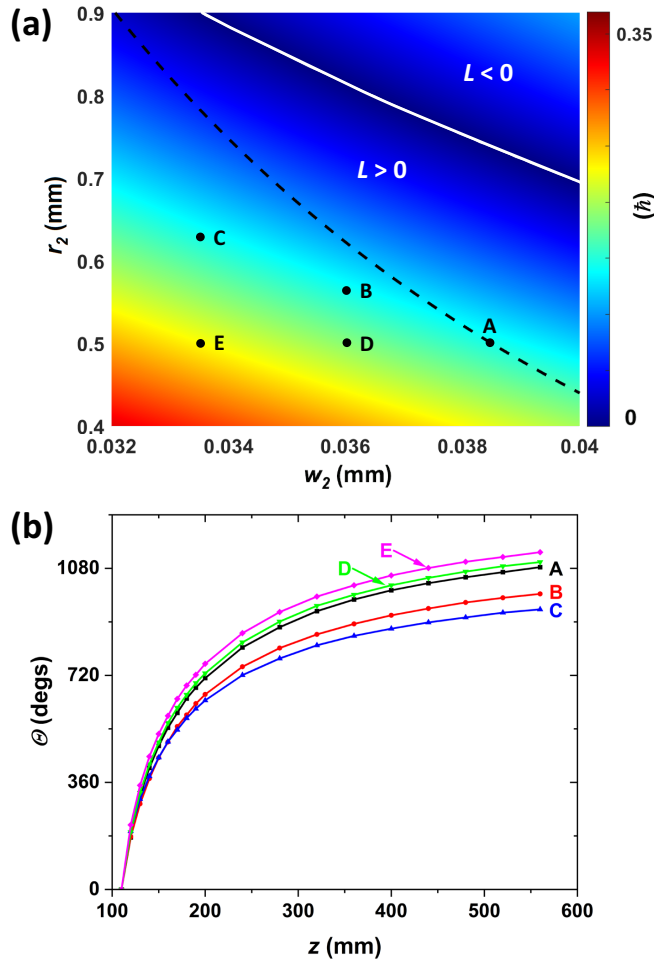 (a)
0.9
0.8
0.7
0.6
0.5
0.4
r₂ (mm)
L < 0
L > 0
C
B
A
E
D
0.032
0.034
0.036
0.038
0.04
w₂ (mm)
0.35
(ħ)
0
(b)
1080
720
360
0
Θ (degs)
E
D
A
B
C
100
200
300
400
500
600
z (mm)